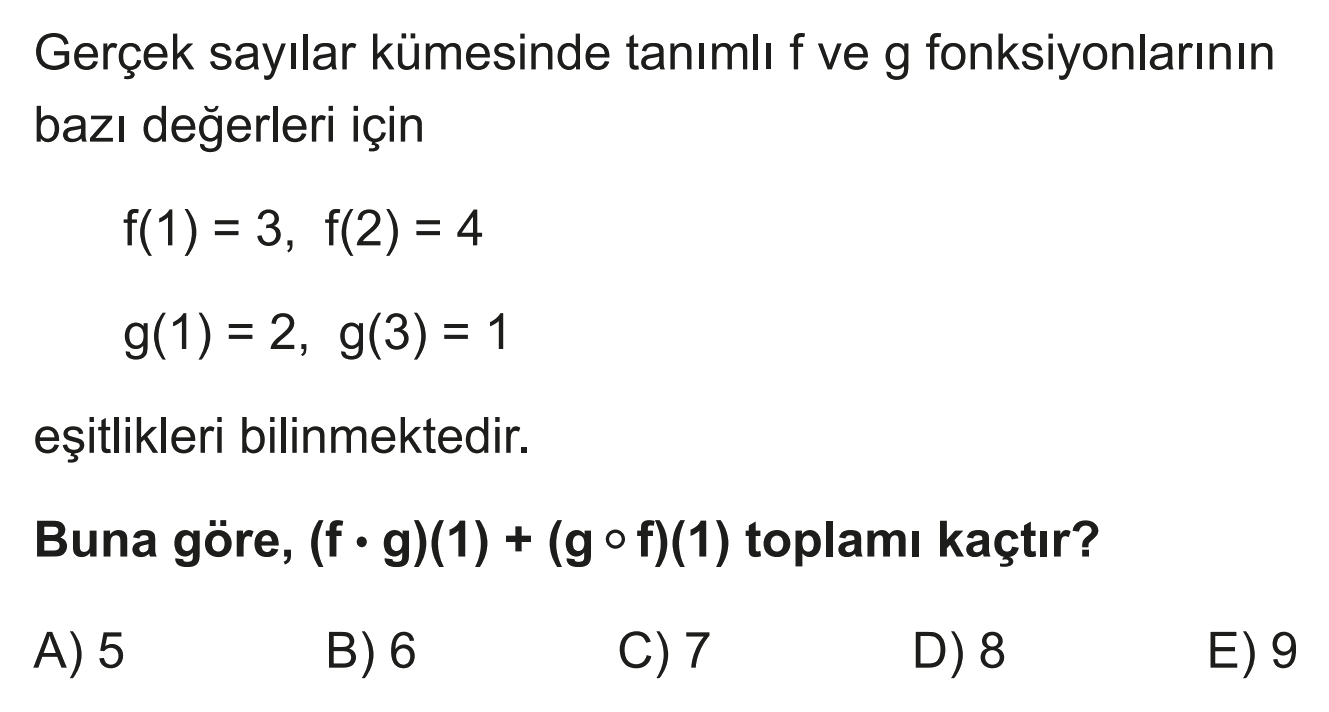 Gerçek sayılar kümesinde tanımlı f ve g fonksiyonlarının
bazı değerleri için
f(1) = 3, f(2) = 4
g(1) = 2, g(3) = 1
eşitlikleri bilinmektedir.
Buna göre, (f · g)(1) + (g ∘ f)(1) toplamı kaçtır?
A) 5 B) 6 C) 7 D) 8 E) 9